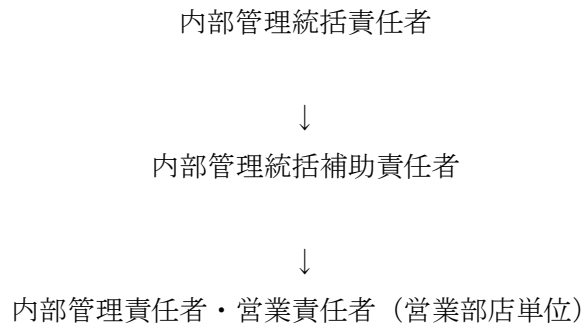 内部管理統括責任者
↓
内部管理統括補助責任者
↓
内部管理責任者・営業責任者（営業部店単位）